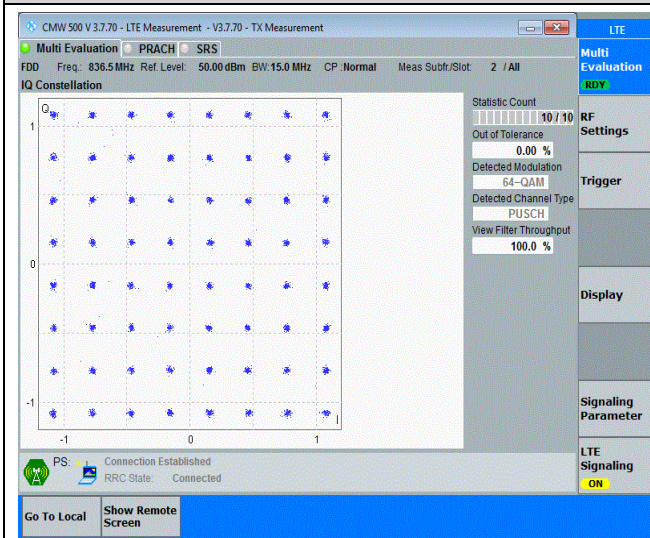 CMW 500 V 3.7.70 - LTE Measurement - V3.7.70 - TX Measurement
LTE
Multi Evaluation PRACH SRS
Multi
Evaluation
RDY
FDD Freq.: 836.5 MHz Ref. Level: 50.00 dBm BW: 15.0 MHz CP :Normal Meas Subfr./Slot: 2 / All
IQ Constellation
Statistic Count
10 / 10
Out of Tolerance
0.00 %
Detected Modulation
64-QAM
Detected Channel Type
PUSCH
View Filter Throughput
100.0 %
RF
Settings
Trigger
Display
Signaling
Parameter
LTE
Signaling
ON
Q
1
0
-1
I
-1 0 1
PS: Connection Established
RRC State: Connected
Go To Local
Show Remote
Screen